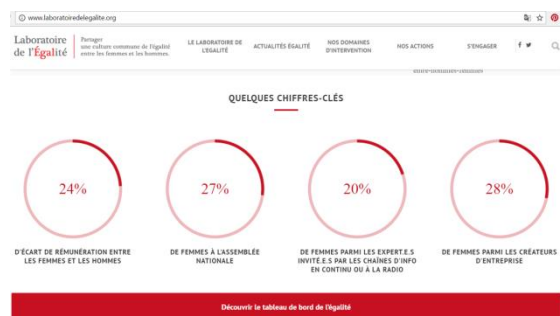 www.laboratoiredelegalite.org
Laboratoire
de l'Égalité
Partager
une culture commune de l'égalité
entre les femmes et les hommes.
LE LABORATOIRE DE
L'ÉGALITÉ
ACTUALITÉS ÉGALITÉ
NOS DOMAINES
D'INTERVENTION
NOS ACTIONS
S'ENGAGER
QUELQUES CHIFFRES-CLÉS
24%
27%
20%
28%
D'ÉCART DE RÉMUNÉRATION ENTRE
LES FEMMES ET LES HOMMES
DE FEMMES À L'ASSEMBLÉE
NATIONALE
DE FEMMES PARMI LES EXPERT.E.S
INVITÉ.E.S PAR LES CHAÎNES D'INFO
EN CONTINU OU À LA RADIO
DE FEMMES PARMI LES CRÉATEURS
D'ENTREPRISE
Découvrir le tableau de bord de l'égalité